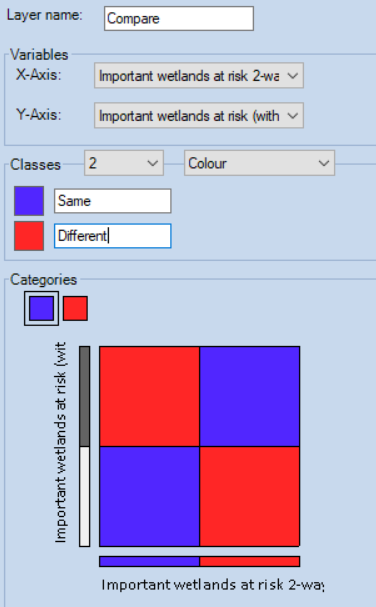 Layer name: Compare
Variables
X-Axis: Important wetlands at risk 2-wa
Y-Axis: Important wetlands at risk (with
Classes 2 Colour
Same
Different
Categories
Important wetlands at risk (wit
Important wetlands at risk 2-way